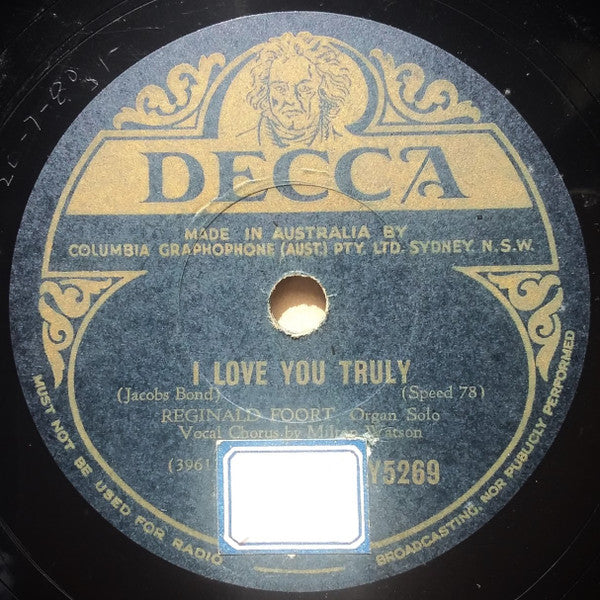 DECCA
MADE IN AUSTRALIA BY
COLUMBIA GRAPHOPHONE (AUST.) PTY. LTD. SYDNEY. N.S.W.
I LOVE YOU TRULY
(Jacobs Bond) (Speed 78)
REGINALD FOORT Organ Solo
Vocal Chorus by Milton Watson
(3961 Y5269
MUST NOT BE USED FOR RADIO BROADCASTING, NOR PUBLICLY PERFORMED